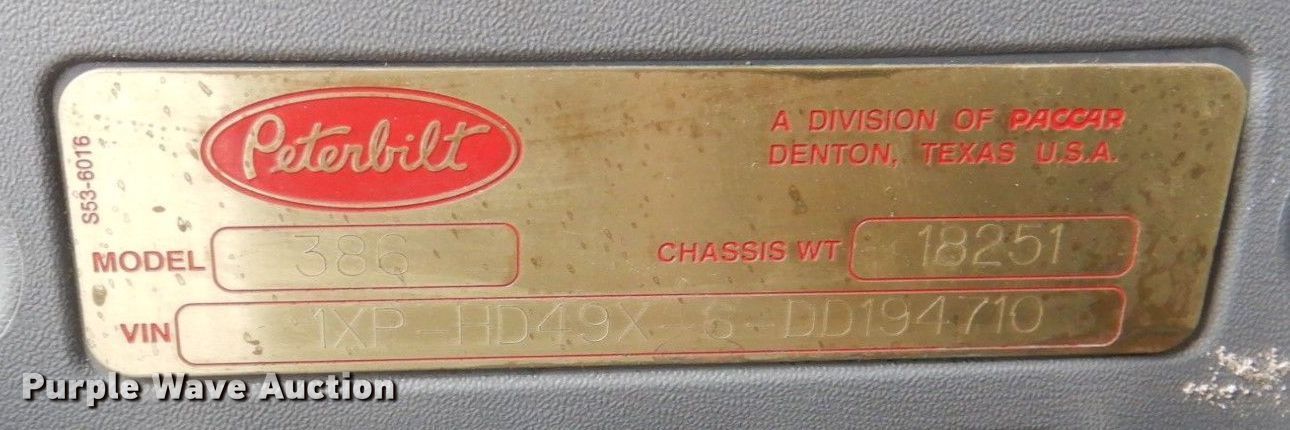 Peterbilt
A DIVISION OF PACCAR
DENTON, TEXAS U.S.A.
S53-6016
MODEL 386
CHASSIS WT 18251
VIN 1XP-HD49X-6-DD194710
Purple Wave Auction